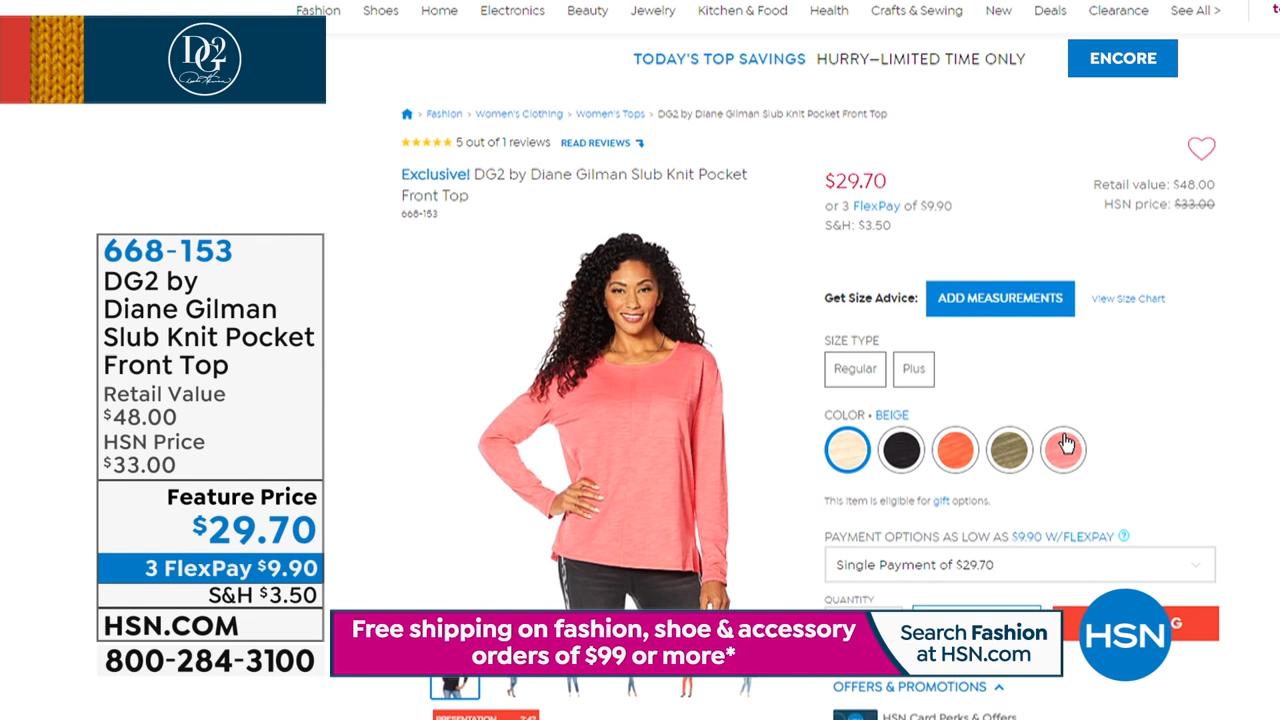 Fashion Shoes Home Electronics Beauty Jewelry Kitchen & Food Health Crafts & Sewing New Deals Clearance See All >
DG2
TODAY'S TOP SAVINGS HURRY–LIMITED TIME ONLY
ENCORE
Fashion > Women's Clothing > Women's Tops > DG2 by Diane Gilman Slub Knit Pocket Front Top
5 out of 1 reviews READ REVIEWS
Exclusive! DG2 by Diane Gilman Slub Knit Pocket
Front Top
668-153
$29.70
or 3 FlexPay of $9.90
S&H: $3.50
Retail value: $48.00
HSN price: $33.00
Get Size Advice: ADD MEASUREMENTS View Size Chart
SIZE TYPE
Regular Plus
COLOR • BEIGE
This item is eligible for gift options.
PAYMENT OPTIONS AS LOW AS $9.90 W/FLEXPAY ?
Single Payment of $29.70
QUANTITY
G
OFFERS & PROMOTIONS
HSN Card Perks & Offers
PRESENTATION
668-153
DG2 by
Diane Gilman
Slub Knit Pocket
Front Top
Retail Value
$48.00
HSN Price
$33.00
Feature Price
$29.70
3 FlexPay $9.90
S&H $3.50
HSN.COM
800-284-3100
Free shipping on fashion, shoe & accessory
orders of $99 or more*
Search Fashion
at HSN.com
HSN